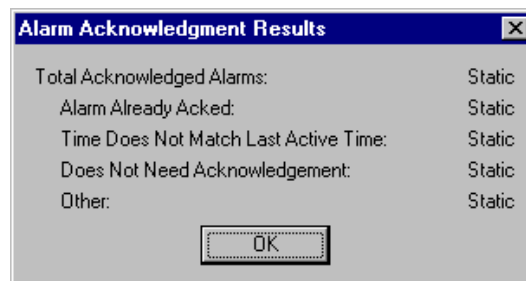 Alarm Acknowledgment Results
Total Acknowledged Alarms: Static
Alarm Already Acked: Static
Time Does Not Match Last Active Time: Static
Does Not Need Acknowledgement: Static
Other: Static
OK